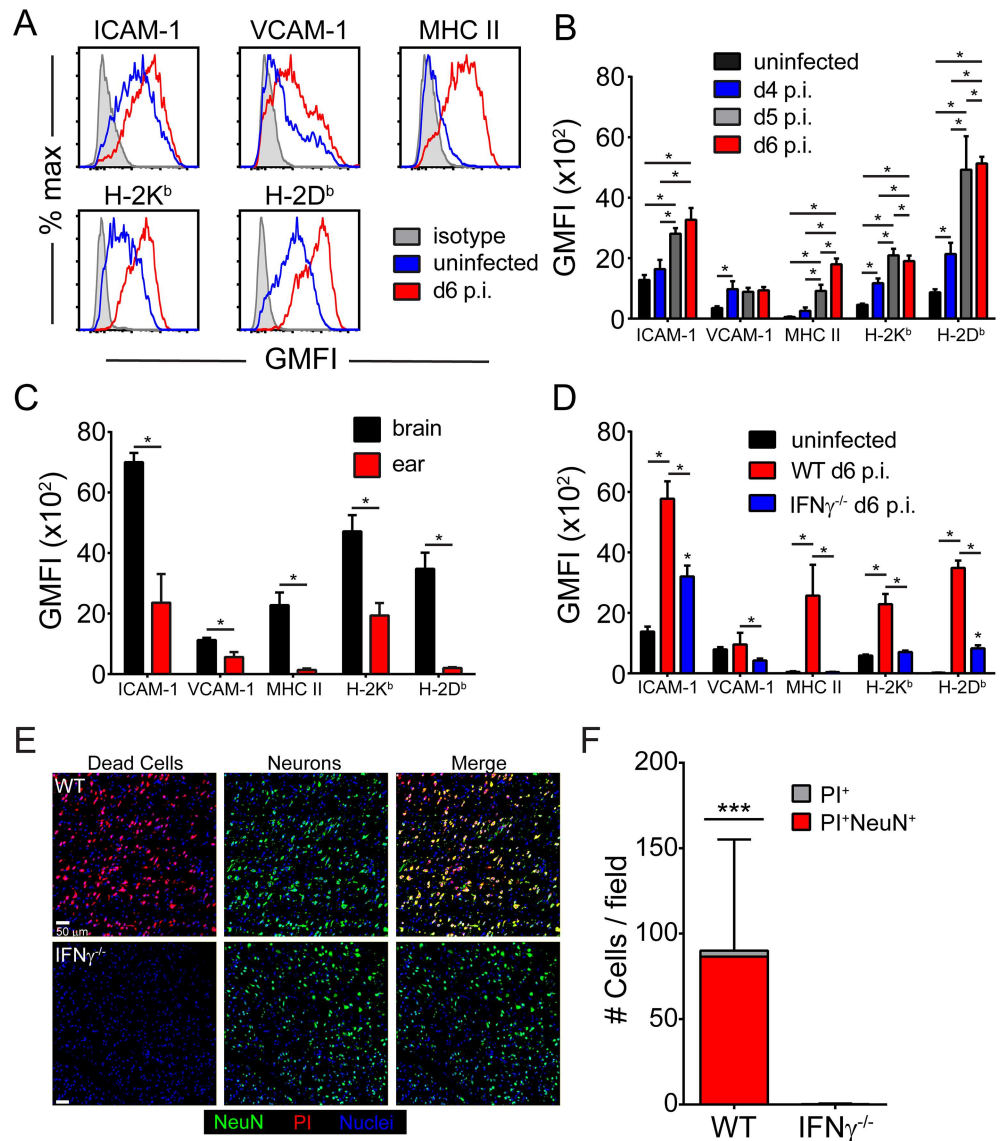 A
ICAM-1 VCAM-1 MHC II
H-2Kᵇ H-2Dᵇ
% max
GMFI
isotype
uninfected
d6 p.i.
B
uninfected
d4 p.i.
d5 p.i.
d6 p.i.
GMFI (x10²)
80
60
40
20
0
* * * * * * * * * * * * * * * * * * * * *
ICAM-1 VCAM-1 MHC II H-2Kᵇ H-2Dᵇ
C
brain
ear
GMFI (x10²)
80
60
40
20
0
* * * * *
ICAM-1 VCAM-1 MHC II H-2Kᵇ H-2Dᵇ
D
uninfected
WT d6 p.i.
IFNγ⁻/⁻ d6 p.i.
GMFI (x10²)
80
60
40
20
0
* * * * * * * * * * *
ICAM-1 VCAM-1 MHC II H-2Kᵇ H-2Dᵇ
E
Dead Cells Neurons Merge
WT
50 μm
IFNγ⁻/⁻
NeuN PI Nuclei
F
PI⁺
PI⁺NeuN⁺
# Cells / field
200
150
100
50
0
***
WT IFNγ⁻/⁻